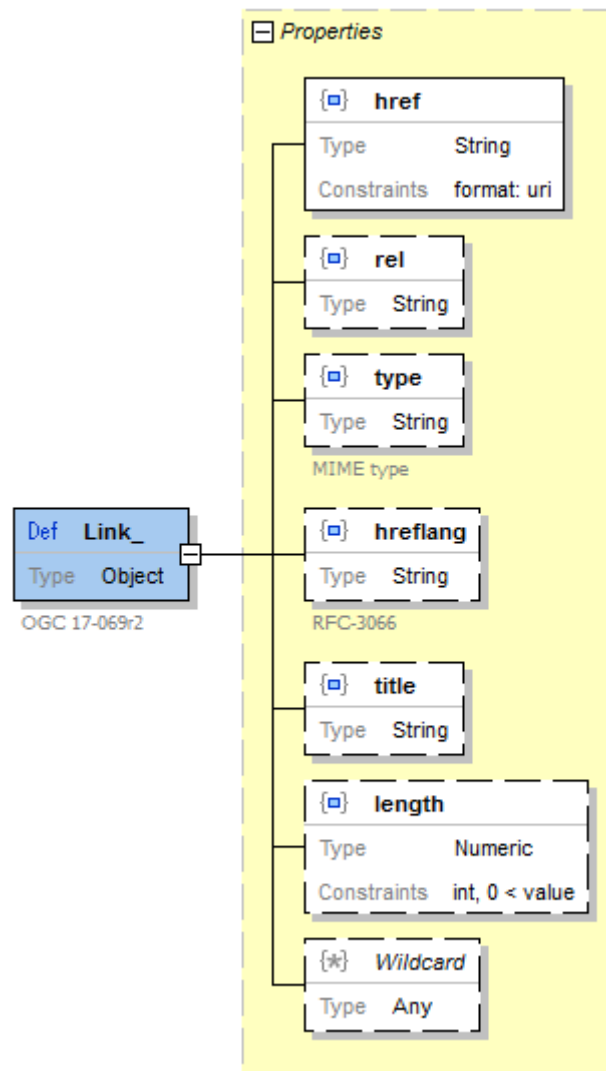 Properties
href
Type String
Constraints format: uri
rel
Type String
type
Type String
MIME type
Def Link_
Type Object
OGC 17-069r2
hreflang
Type String
RFC-3066
title
Type String
length
Type Numeric
Constraints int, 0 < value
{*} Wildcard
Type Any